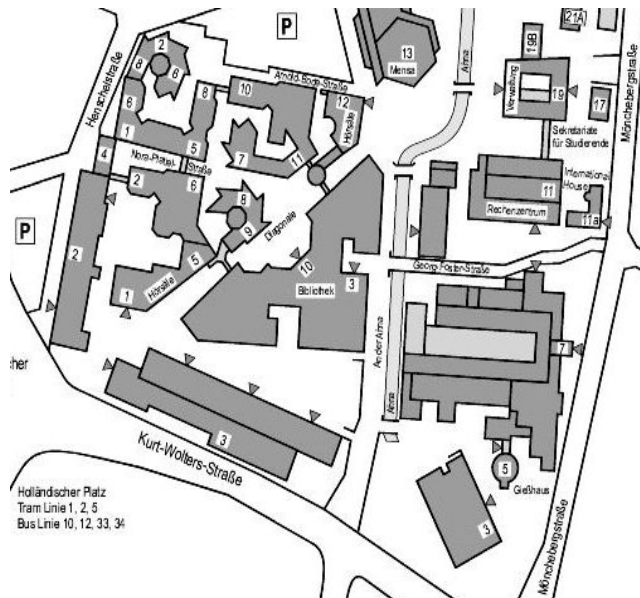 21A
P
2
8
6
13
Mensa
Ahna
19B
Verwaltung
19
17
Mönchebergstraße
Henschelstraße
Arnold-Bode-Straße
8
10
12
Hörsäle
6
1
5
7
11
Sekretariate
für Studierende
4
Nora-Platiel-
Straße
2
6
8
9
Diagonale
International
House
11
Rechenzentrum
11a
P
2
1
Hörsäle
5
10
Bibliothek
3
Georg-Foster-Straße
7
An der Ahna
Ahna
cher
3
Kurt-Wolters-Straße
5
Gießhaus
3
Mönchebergstraße
Holländischer Platz
Tram Linie 1, 2, 5
Bus Linie 10, 12, 33, 34